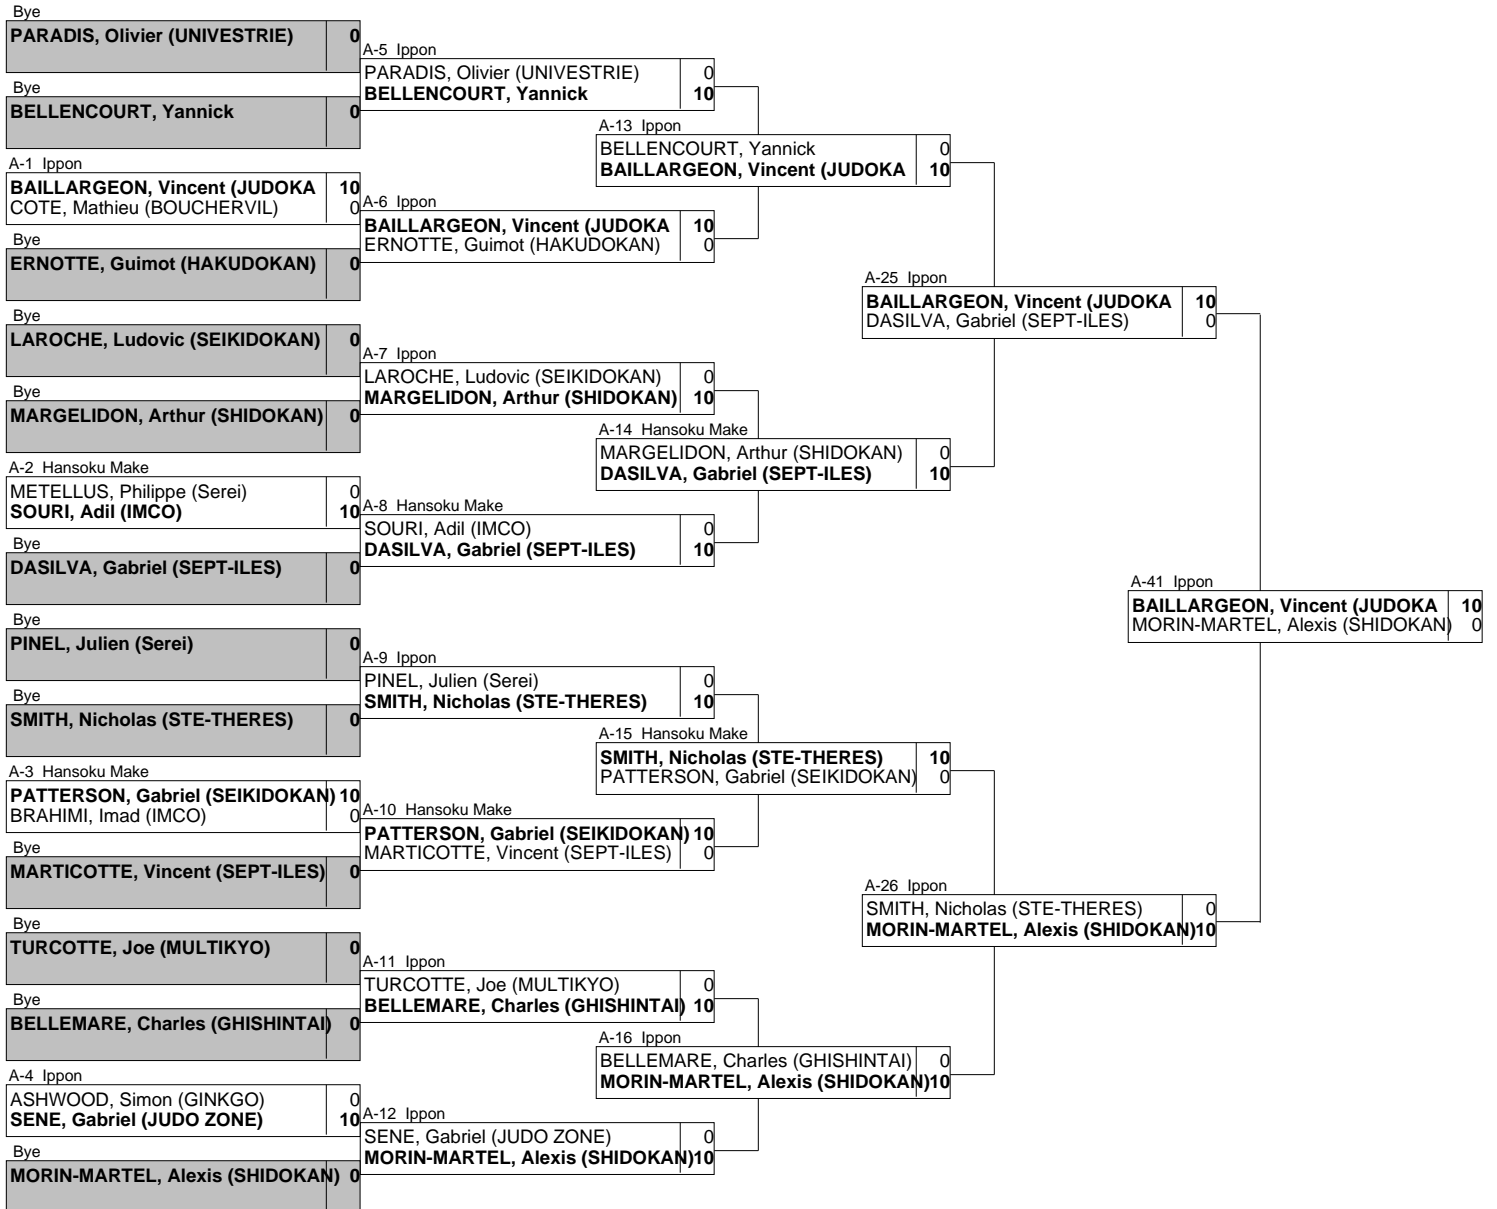 Bye
PARADIS, Olivier (UNIVESTRIE) 0
Bye
BELLENCOURT, Yannick 0
A-1 Ippon
BAILLARGEON, Vincent (JUDOKA 10
COTE, Mathieu (BOUCHERVIL) 0
Bye
ERNOTTE, Guimot (HAKUDOKAN) 0
Bye
LAROCHE, Ludovic (SEIKIDOKAN) 0
Bye
MARGELIDON, Arthur (SHIDOKAN) 0
A-2 Hansoku Make
METELLUS, Philippe (Serei) 0
SOURI, Adil (IMCO) 10
Bye
DASILVA, Gabriel (SEPT-ILES) 0
Bye
PINEL, Julien (Serei) 0
Bye
SMITH, Nicholas (STE-THERES) 0
A-3 Hansoku Make
PATTERSON, Gabriel (SEIKIDOKAN) 10
BRAHIMI, Imad (IMCO) 0
Bye
MARTICOTTE, Vincent (SEPT-ILES) 0
Bye
TURCOTTE, Joe (MULTIKYO) 0
Bye
BELLEMARE, Charles (GHISHINTAI) 0
A-4 Ippon
ASHWOOD, Simon (GINKGO) 0
SENE, Gabriel (JUDO ZONE) 10
Bye
MORIN-MARTEL, Alexis (SHIDOKAN) 0
A-5 Ippon
PARADIS, Olivier (UNIVESTRIE) 0
BELLENCOURT, Yannick 10
A-6 Ippon
BAILLARGEON, Vincent (JUDOKA 10
ERNOTTE, Guimot (HAKUDOKAN) 0
A-7 Ippon
LAROCHE, Ludovic (SEIKIDOKAN) 0
MARGELIDON, Arthur (SHIDOKAN) 10
A-8 Hansoku Make
SOURI, Adil (IMCO) 0
DASILVA, Gabriel (SEPT-ILES) 10
A-9 Ippon
PINEL, Julien (Serei) 0
SMITH, Nicholas (STE-THERES) 10
A-10 Hansoku Make
PATTERSON, Gabriel (SEIKIDOKAN) 10
MARTICOTTE, Vincent (SEPT-ILES) 0
A-11 Ippon
TURCOTTE, Joe (MULTIKYO) 0
BELLEMARE, Charles (GHISHINTAI) 10
A-12 Ippon
SENE, Gabriel (JUDO ZONE) 0
MORIN-MARTEL, Alexis (SHIDOKAN) 10
A-13 Ippon
BELLENCOURT, Yannick 0
BAILLARGEON, Vincent (JUDOKA 10
A-14 Hansoku Make
MARGELIDON, Arthur (SHIDOKAN) 0
DASILVA, Gabriel (SEPT-ILES) 10
A-15 Hansoku Make
SMITH, Nicholas (STE-THERES) 10
PATTERSON, Gabriel (SEIKIDOKAN) 0
A-16 Ippon
BELLEMARE, Charles (GHISHINTAI) 0
MORIN-MARTEL, Alexis (SHIDOKAN) 10
A-25 Ippon
BAILLARGEON, Vincent (JUDOKA 10
DASILVA, Gabriel (SEPT-ILES) 0
A-26 Ippon
SMITH, Nicholas (STE-THERES) 0
MORIN-MARTEL, Alexis (SHIDOKAN) 10
A-41 Ippon
BAILLARGEON, Vincent (JUDOKA 10
MORIN-MARTEL, Alexis (SHIDOKAN) 0